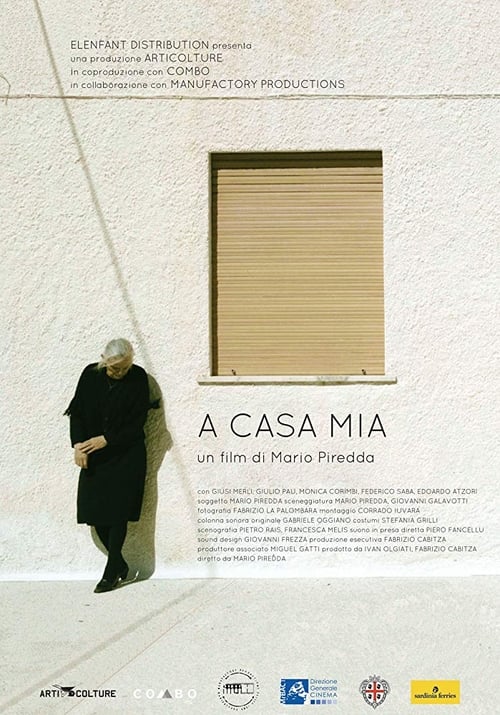 ELENFANT DISTRIBUTION presenta
una produzione ARTICOLTURE
in coproduzione con COMBO
in collaborazione con MANUFACTORY PRODUCTIONS
A CASA MIA
un film di Mario Piredda
con GIUSI MERLI, GIULIO PAU, MONICA CORIMBI, FEDERICO SABA, EDOARDO ATZORI
soggetto MARIO PIREDDA sceneggiatura MARIO PIREDDA, GIOVANNI GALAVOTTI
fotografia FABRIZIO LA PALOMBARA montaggio CORRADO IUVARA
colonna sonora originale GABRIELE OGGIANO costumi STEFANIA GRILLI
scenografia PIETRO RAIS, FRANCESCA MELIS suono in presa diretta PIERO FANCELLU
sound design GIOVANNI FREZZA produzione esecutiva FABRIZIO CABITZA
produttore associato MIGUEL GATTI prodotto da IVAN OLGIATI, FABRIZIO CABITZA
diretto da MARIO PIREDDA
ARTI COLTURE
COMBO
MiBACT
Direzione
Generale
CINEMA
sardinia ferries